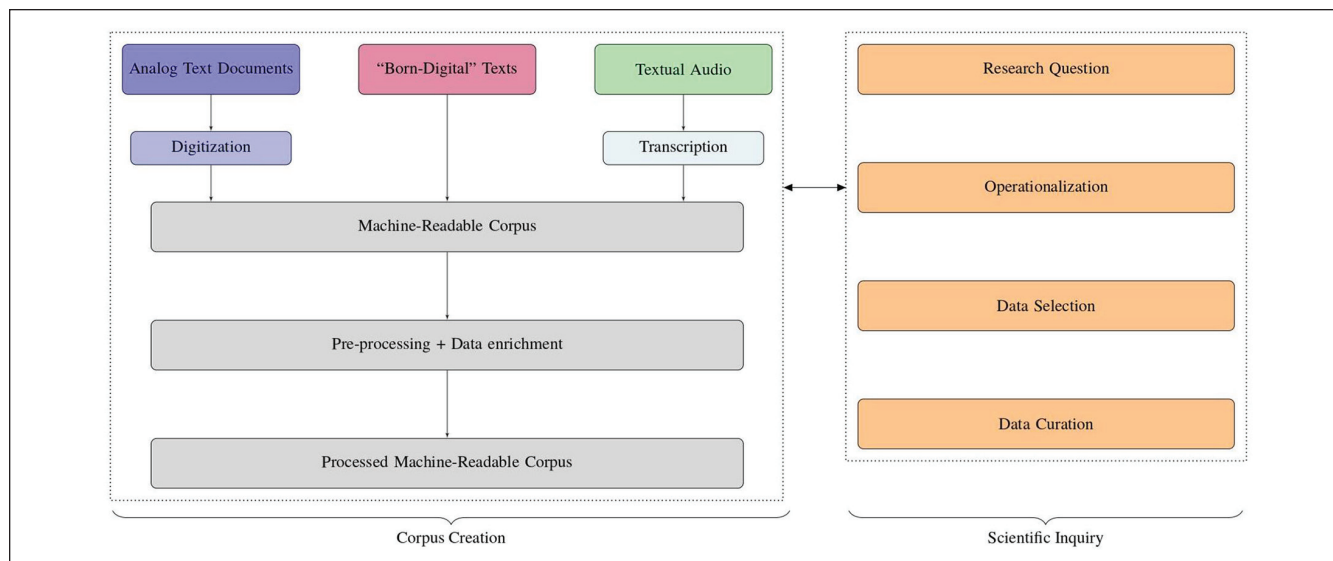 Analog Text Documents
“Born-Digital” Texts
Textual Audio
Digitization
Transcription
Machine-Readable Corpus
Pre-processing + Data enrichment
Processed Machine-Readable Corpus
Corpus Creation
Research Question
Operationalization
Data Selection
Data Curation
Scientific Inquiry